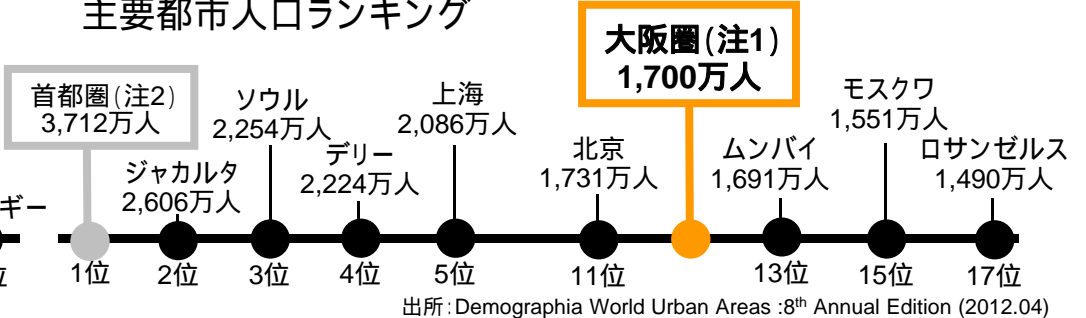 主要都市人口ランキング
大阪圏(注1)
1,700万人
首都圏(注2)
3,712万人
ジャカルタ
2,606万人
ソウル
2,254万人
デリー
2,224万人
上海
2,086万人
北京
1,731万人
ムンバイ
1,691万人
モスクワ
1,551万人
ロサンゼルス
1,490万人
ギー
位
1位
2位
3位
4位
5位
11位
13位
15位
17位
出所:Demographia World Urban Areas :8th Annual Edition (2012.04)